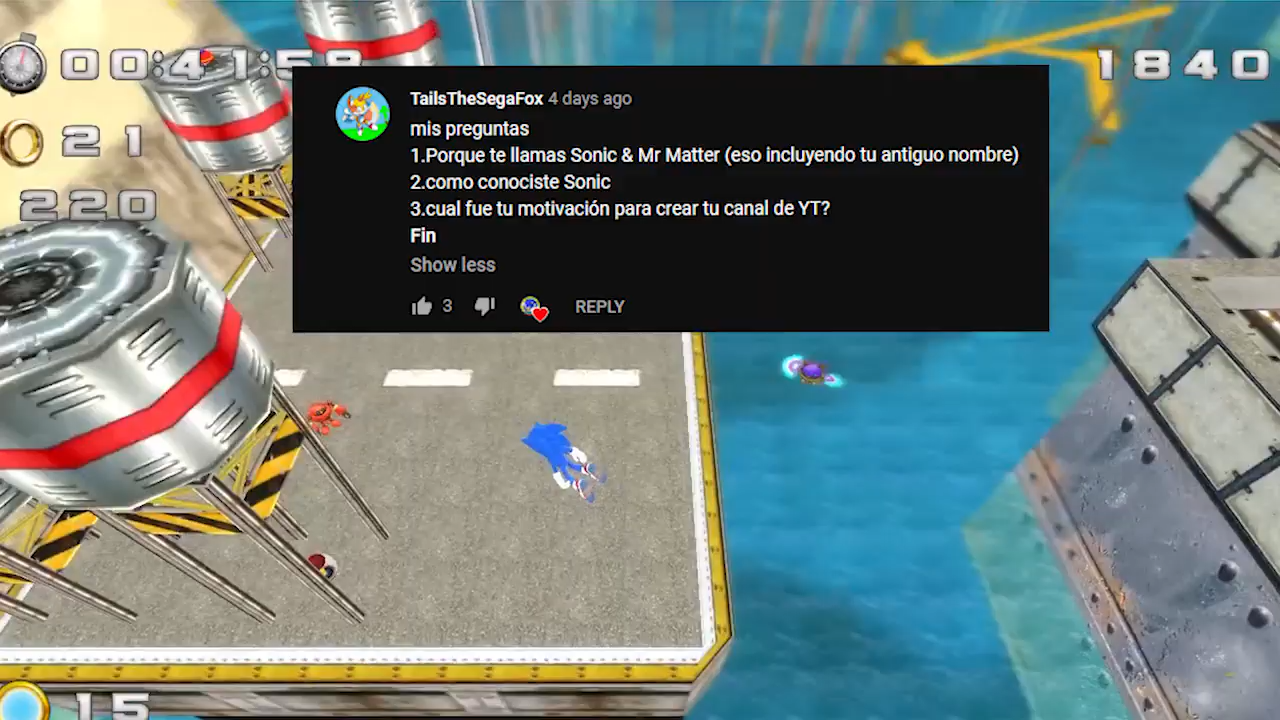 00:41:58
1840
21
220
TailsTheSegaFox 4 days ago
mis preguntas
1.Porque te llamas Sonic & Mr Matter (eso incluyendo tu antiguo nombre)
2.como conociste Sonic
3.cual fue tu motivación para crear tu canal de YT?
Fin
Show less
3
REPLY
15